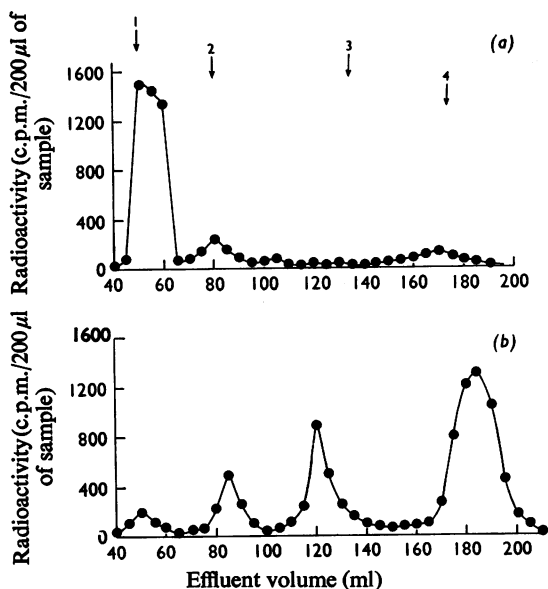 Radioactivity (c.p.m./200 µl of
sample)
1
2
3
4
(a)
1600
1200
800
400
0
40 60 80 100 120 140 160 180 200
Radioactivity (c.p.m./200 µl
of sample)
(b)
1600
1200
800
400
0
40 60 80 100 120 140 160 180 200
Effluent volume (ml)